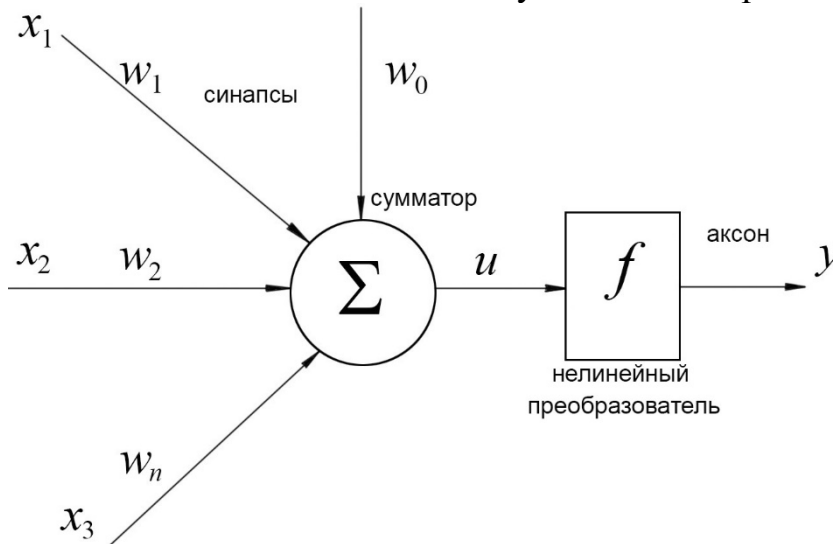 x₁
w₁
синапсы
w₀
сумматор
x₂
w₂
Σ
u
f
аксон
y
нелинейный
преобразователь
wₙ
x₃